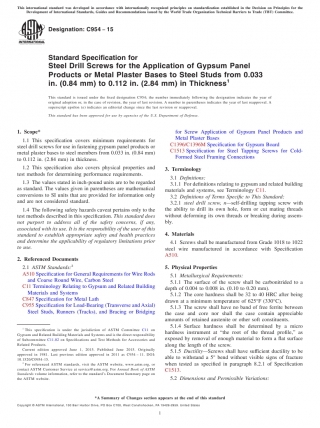 This international standard was developed in accordance with internationally recognized principles on standardization established in the Decision on Principles for the
Development of International Standards, Guides and Recommendations issued by the World Trade Organization Technical Barriers to Trade (TBT) Committee.
Designation: C954 − 15
Standard Specification for
Steel Drill Screws for the Application of Gypsum Panel
Products or Metal Plaster Bases to Steel Studs from 0.033
in. (0.84 mm) to 0.112 in. (2.84 mm) in Thickness¹
This standard is issued under the fixed designation C954; the number immediately following the designation indicates the year of
original adoption or, in the case of revision, the year of last revision. A number in parentheses indicates the year of last reapproval. A
superscript epsilon (ε) indicates an editorial change since the last revision or reapproval.
This standard has been approved for use by agencies of the U.S. Department of Defense.
1. Scope*
1.1 This specification covers minimum requirements for
steel drill screws for use in fastening gypsum panel products or
metal plaster bases to steel members from 0.033 in. (0.84 mm)
to 0.112 in. (2.84 mm) in thickness.
1.2 This specification also covers physical properties and
test methods for determining performance requirements.
1.3 The values stated in inch-pound units are to be regarded
as standard. The values given in parentheses are mathematical
conversions to SI units that are provided for information only
and are not considered standard.
1.4 The following safety hazards caveat pertains only to the
test methods described in this specification. This standard does
not purport to address all of the safety concerns, if any,
associated with its use. It is the responsibility of the user of this
standard to establish appropriate safety and health practices
and determine the applicability of regulatory limitations prior
to use.
2. Referenced Documents
2.1 ASTM Standards:²
A510 Specification for General Requirements for Wire Rods
and Coarse Round Wire, Carbon Steel
C11 Terminology Relating to Gypsum and Related Building
Materials and Systems
C847 Specification for Metal Lath
C955 Specification for Load-Bearing (Transverse and Axial)
Steel Studs, Runners (Tracks), and Bracing or Bridging
¹ This specification is under the jurisdiction of ASTM Committee C11 on
Gypsum and Related Building Materials and Systems and is the direct responsibility
of Subcommittee C11.02 on Specifications and Test Methods for Accessories and
Related Products.
Current edition approved June 1, 2015. Published June 2015. Originally
approved in 1981. Last previous edition approved in 2011 as C954 – 11. DOI:
10.1520/C0954-15.
² For referenced ASTM standards, visit the ASTM website, www.astm.org, or
contact ASTM Customer Service at service@astm.org. For Annual Book of ASTM
Standards volume information, refer to the standard's Document Summary page on
the ASTM website.
for Screw Application of Gypsum Panel Products and
Metal Plaster Bases
C1396/C1396M Specification for Gypsum Board
C1513 Specification for Steel Tapping Screws for Cold-
Formed Steel Framing Connections
3. Terminology
3.1 Definitions:
3.1.1 For definitions relating to gypsum and related building
materials and systems, see Terminology C11.
3.2 Definitions of Terms Specific to This Standard:
3.2.1 steel drill screw, n—self-drilling tapping screw with
the ability to drill its own hole, form or cut mating threads
without deforming its own threads or breaking during assem-
bly.
4. Materials
4.1 Screws shall be manufactured from Grade 1018 to 1022
steel wire manufactured in accordance with Specification
A510.
5. Physical Properties
5.1 Metallurgical Requirements:
5.1.1 The surface of the screw shall be carbonitrided to a
depth of 0.004 to 0.008 in. (0.10 to 0.20 mm).
5.1.2 The core hardness shall be 32 to 40 HRC after being
drawn at a minimum temperature of 625°F (330°C).
5.1.3 The steel shall have no band of free ferrite between
the case and core nor shall the case contain appreciable
amounts of retained austenite or other soft constituents.
5.1.4 Surface hardness shall be determined by a micro
hardness instrument at "the root of the thread profile," as
exposed by removal of enough material to form a flat surface
along the length of the screw.
5.1.5 Ductility—Screws shall have sufficient ductility to be
able to withstand a 5° bend without visible signs of fracture
when tested as specified in paragraph 8.2.1 of Specification
C1513.
5.2 Dimensions and Permissible Variations:
*A Summary of Changes section appears at the end of this standard
Copyright © ASTM International, 100 Barr Harbor Drive, PO Box C700, West Conshohocken, PA 19428-2959. United States
1